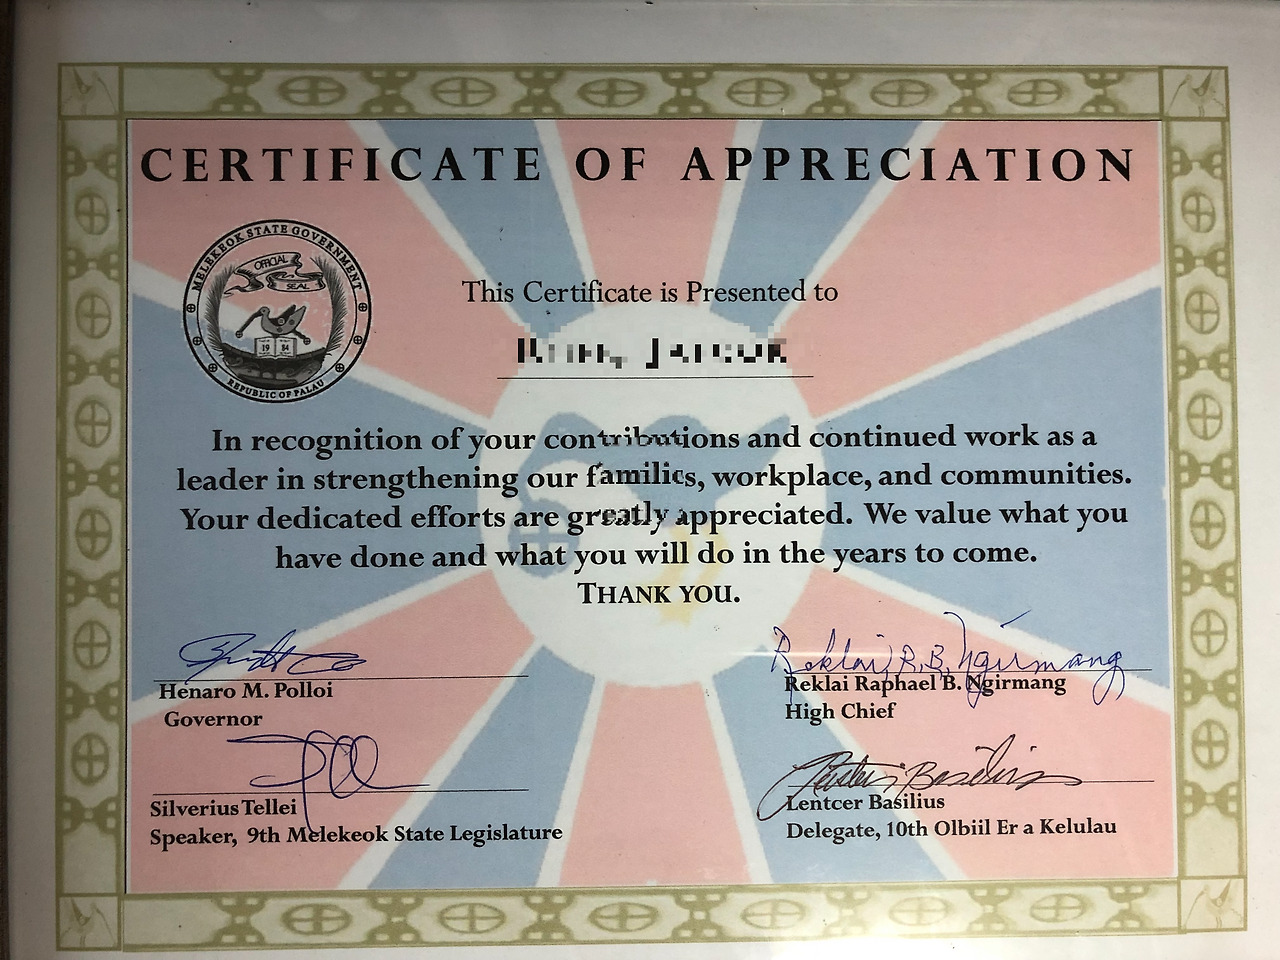 CERTIFICATE OF APPRECIATION
MELEKEOK STATE GOVERNMENT
OFFICIAL
SEAL
19 84
REPUBLIC OF PALAU
This Certificate is Presented to
In recognition of your contributions and continued work as a
leader in strengthening our families, workplace, and communities.
Your dedicated efforts are greatly appreciated. We value what you
have done and what you will do in the years to come.
THANK YOU.
Henaro M. Polloi
Governor
Reklai R.B. Ngirmang
Reklai Raphael B. Ngirmang
High Chief
Silverius Tellei
Speaker, 9th Melekeok State Legislature
Basilius
Lentcer Basilius
Delegate, 10th Olbiil Er a Kelulau